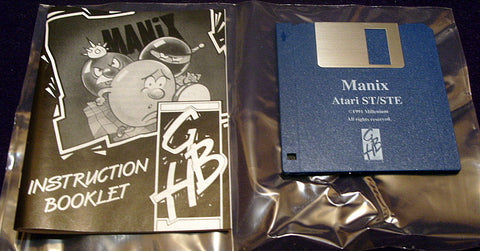 MANiX
INSTRUCTION
BOOKLET
GHB
Manix
Atari ST/STE
©1991 Millenium
All rights reserved.
GHB